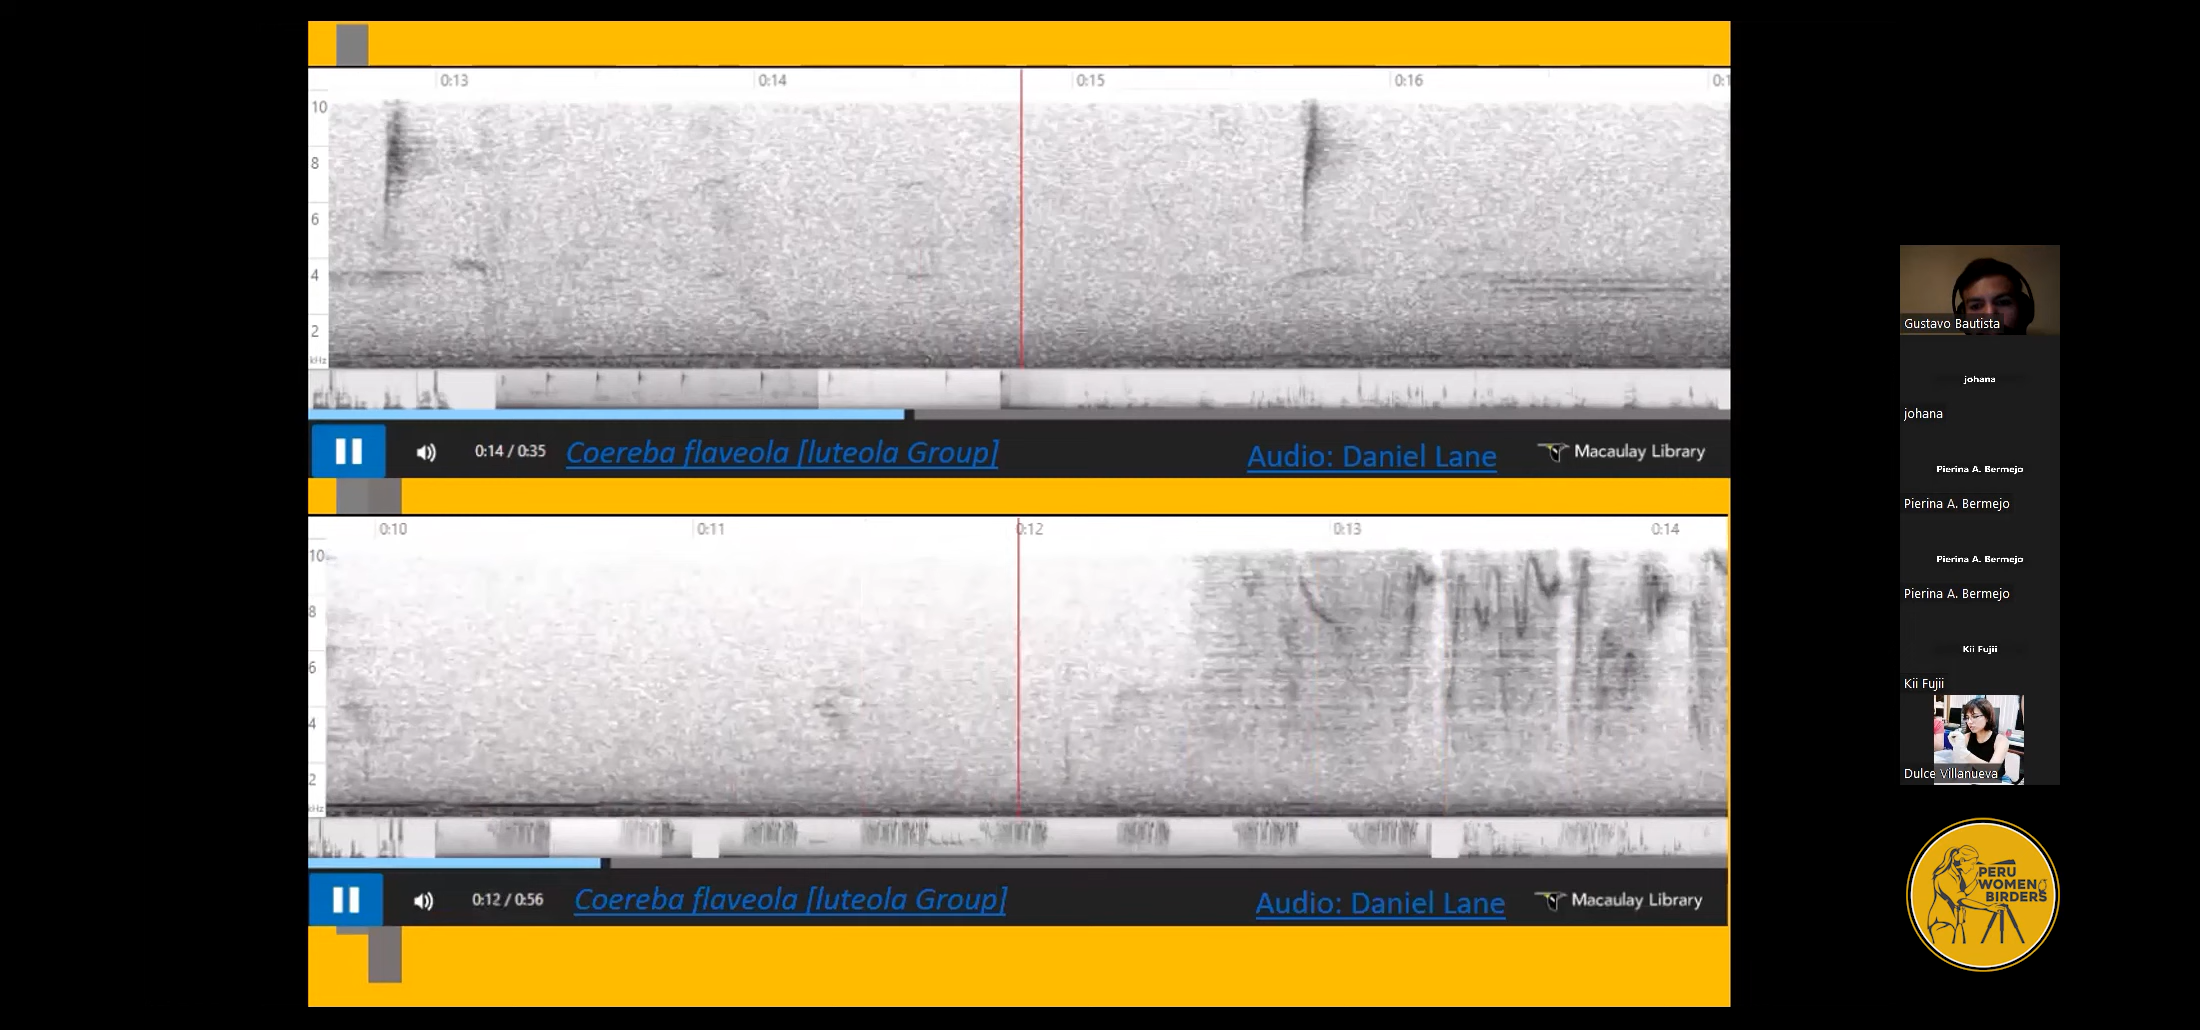 0:13 0:14 0:15 0:16 0:1
10
8
6
4
2
kHz
0:14 / 0:35 Coereba flaveola [luteola Group] Audio: Daniel Lane Macaulay Library
0:10 0:11 0:12 0:13 0:14
10
8
6
4
2
kHz
0:12 / 0:56 Coereba flaveola [luteola Group] Audio: Daniel Lane Macaulay Library
Gustavo Bautista
johana
johana
Pierina A. Bermejo
Pierina A. Bermejo
Pierina A. Bermejo
Pierina A. Bermejo
Kii Fujii
Kii Fujii
Dulce Villanueva
PERU
WOMEN
BIRDERS